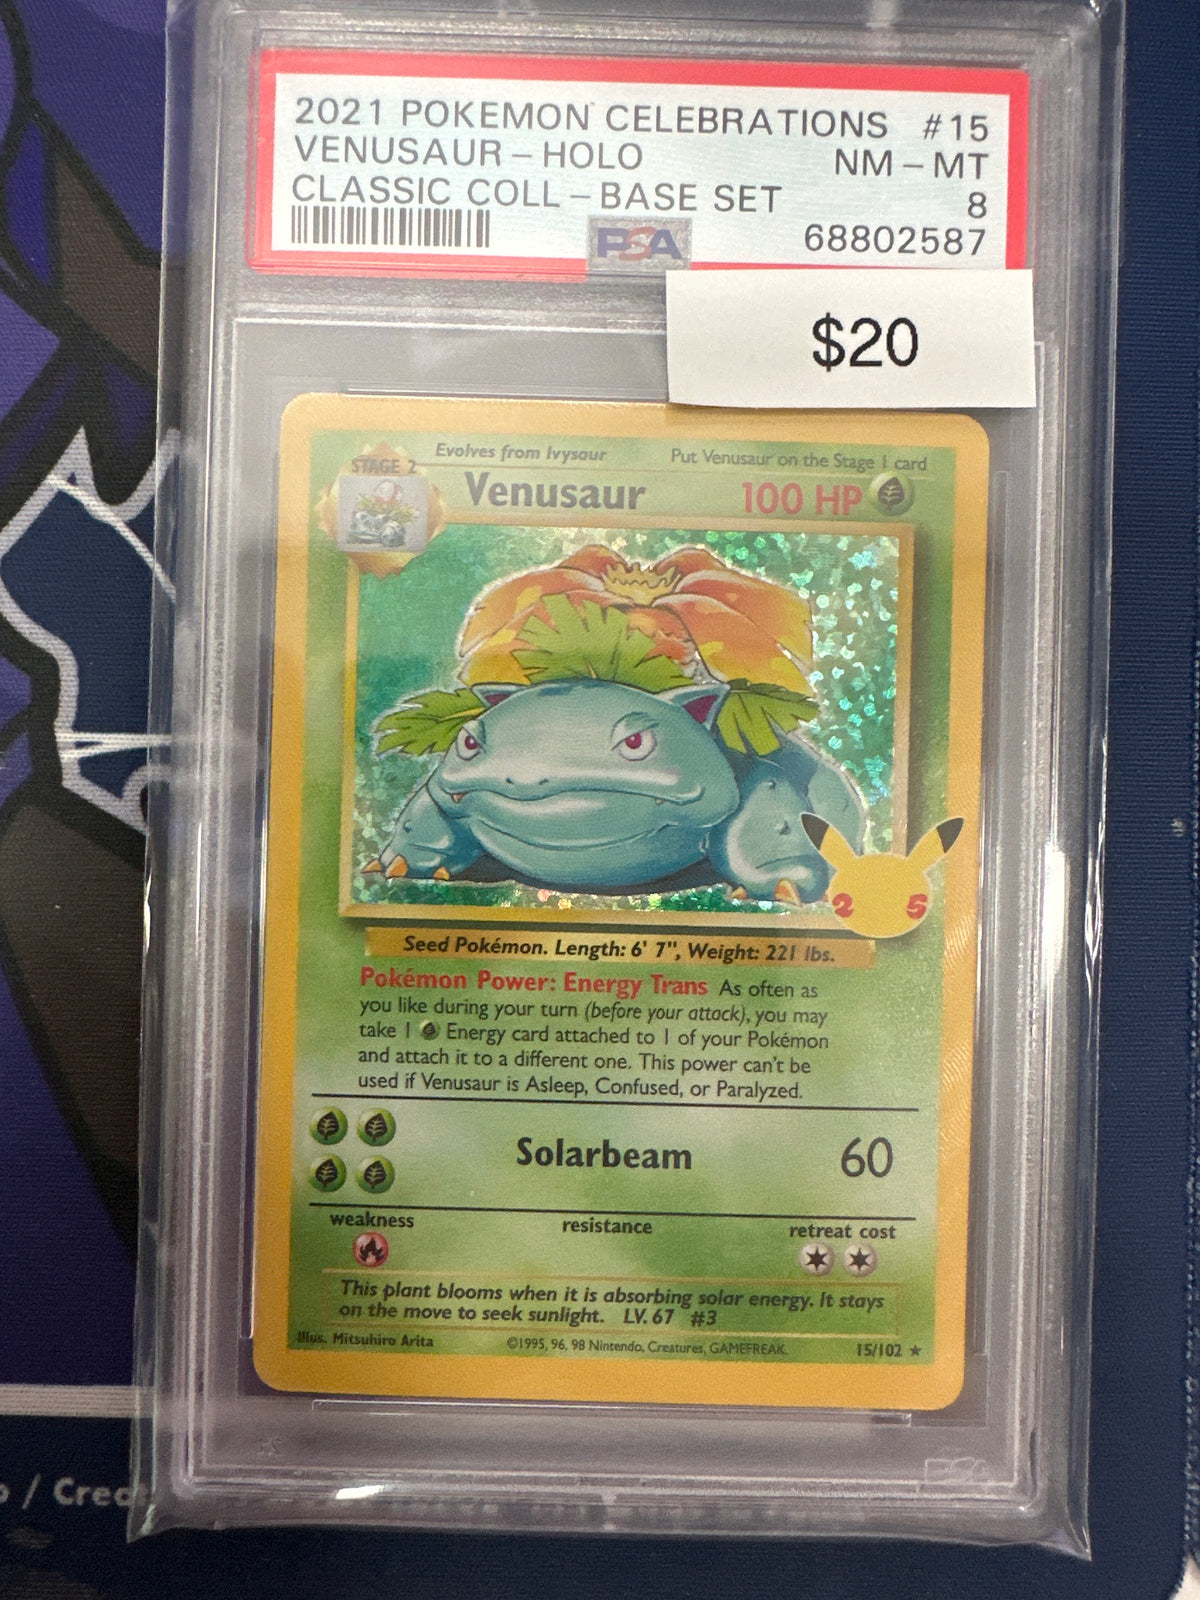 2021 POKEMON CELEBRATIONS #15
VENUSAUR – HOLO NM – MT
CLASSIC COLL – BASE SET 8
PSA 68802587
$20
Evolves from Ivysaur Put Venusaur on the Stage 1 card
STAGE 2
Venusaur 100 HP
2 5
Seed Pokémon. Length: 6' 7", Weight: 221 lbs.
Pokémon Power: Energy Trans As often as
you like during your turn (before your attack), you may
take 1 Energy card attached to 1 of your Pokémon
and attach it to a different one. This power can't be
used if Venusaur is Asleep, Confused, or Paralyzed.
Solarbeam 60
weakness resistance retreat cost
This plant blooms when it is absorbing solar energy. It stays
on the move to seek sunlight. LV. 67 #3
Illus. Mitsuhiro Arita ©1995, 96, 98 Nintendo, Creatures, GAMEFREAK. 15/102 ★
/ Cred